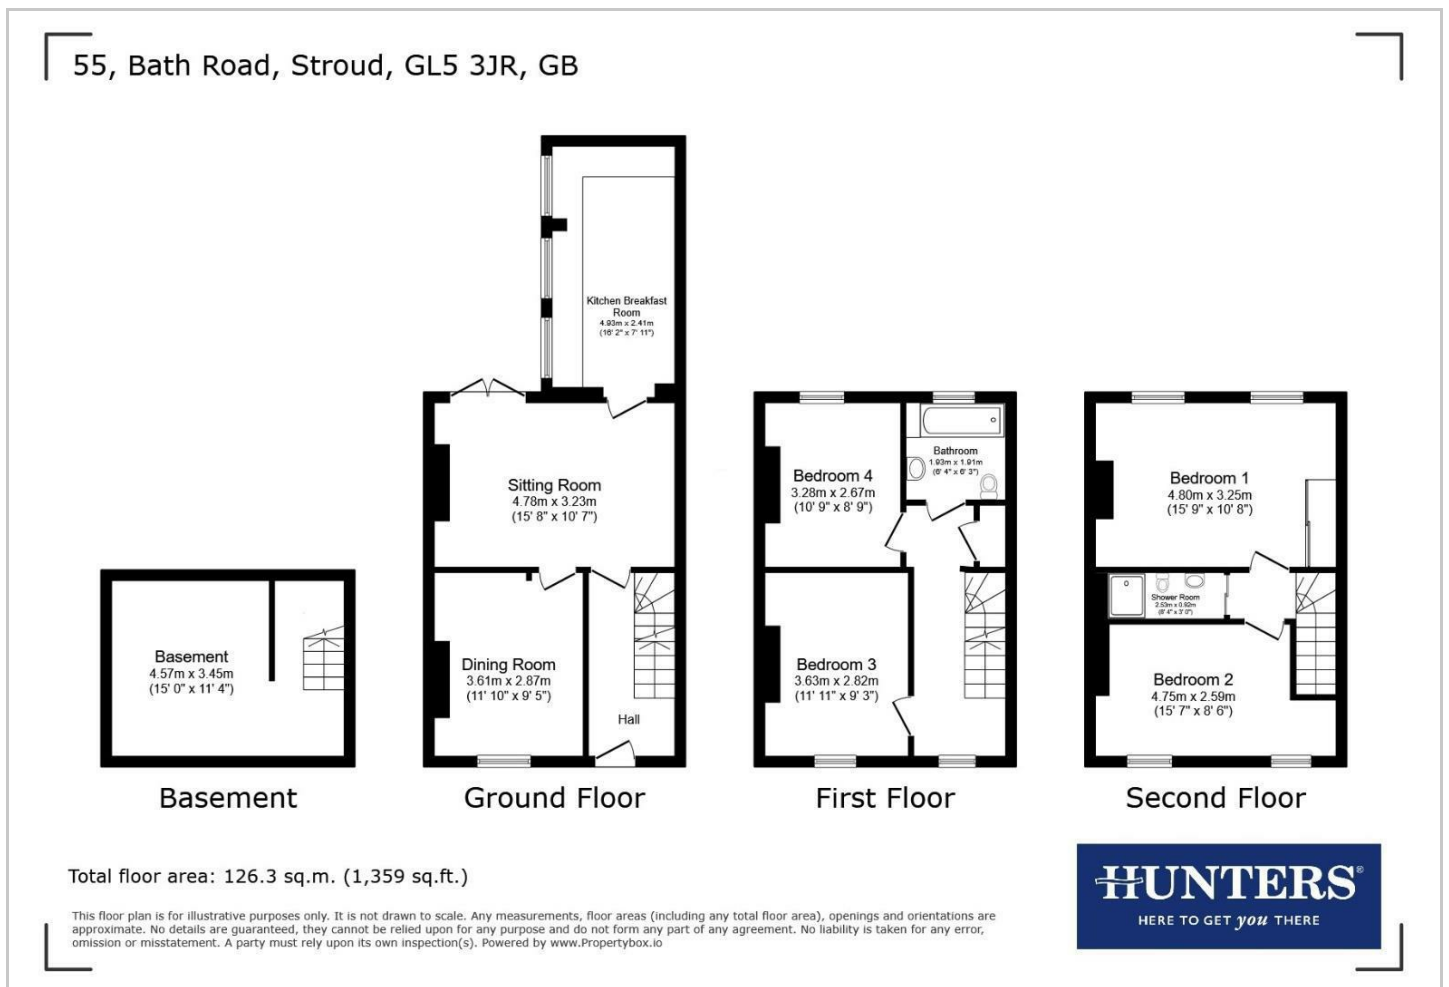 55, Bath Road, Stroud, GL5 3JR, GB
Kitchen Breakfast
Room
4.93m x 2.41m
(16' 2" x 7' 11")
Sitting Room
4.78m x 3.23m
(15' 8" x 10' 7")
Dining Room
3.61m x 2.87m
(11' 10" x 9' 5")
Hall
Basement
4.57m x 3.45m
(15' 0" x 11' 4")
Bedroom 4
3.28m x 2.67m
(10' 9" x 8' 9")
Bathroom
1.93m x 1.91m
(6' 4" x 6' 3")
Bedroom 3
3.63m x 2.82m
(11' 11" x 9' 3")
Bedroom 1
4.80m x 3.25m
(15' 9" x 10' 8")
Shower Room
2.53m x 0.92m
(8' 4" x 3' 0")
Bedroom 2
4.75m x 2.59m
(15' 7" x 8' 6")
Basement
Ground Floor
First Floor
Second Floor
Total floor area: 126.3 sq.m. (1,359 sq.ft.)
This floor plan is for illustrative purposes only. It is not drawn to scale. Any measurements, floor areas (including any total floor area), openings and orientations are
approximate. No details are guaranteed, they cannot be relied upon for any purpose and do not form any part of any agreement. No liability is taken for any error,
omission or misstatement. A party must rely upon its own inspection(s). Powered by www.Propertybox.io
HUNTERS®
HERE TO GET you THERE